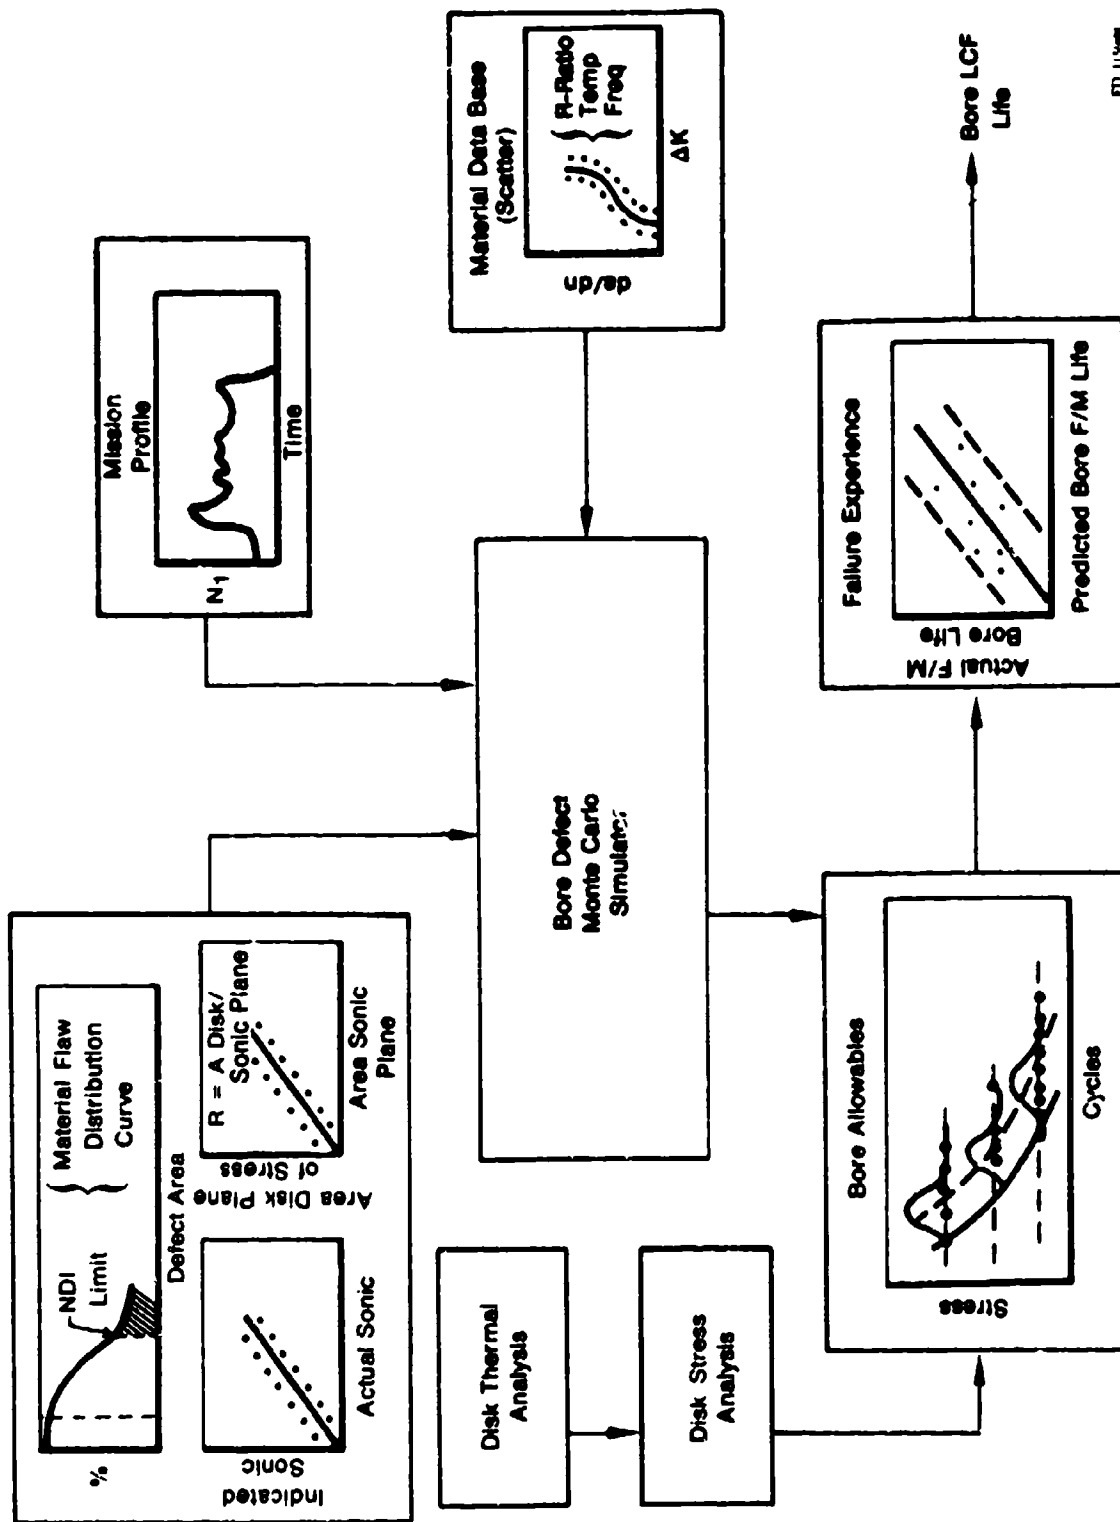 %
NDI
Limit
Material Flaw
Distribution
Curve
Defect Area
Indicated
Sonic
Actual Sonic
Area Disk Plane
of Stress
R = A Disk/
Sonic Plane
Area Sonic
Plane
Mission
Profile
N1
Time
Material Data Base
(Scatter)
da/dn
R-Ratio
Temp
Freq
ΔK
Bore Defect
Monte Carlo
Simulator
Disk Thermal
Analysis
Disk Stress
Analysis
Bore Allowables
Stress
Cycles
Failure Experience
Actual F/M
Bore Life
Predicted Bore F/M Life
Bore LCF
Life